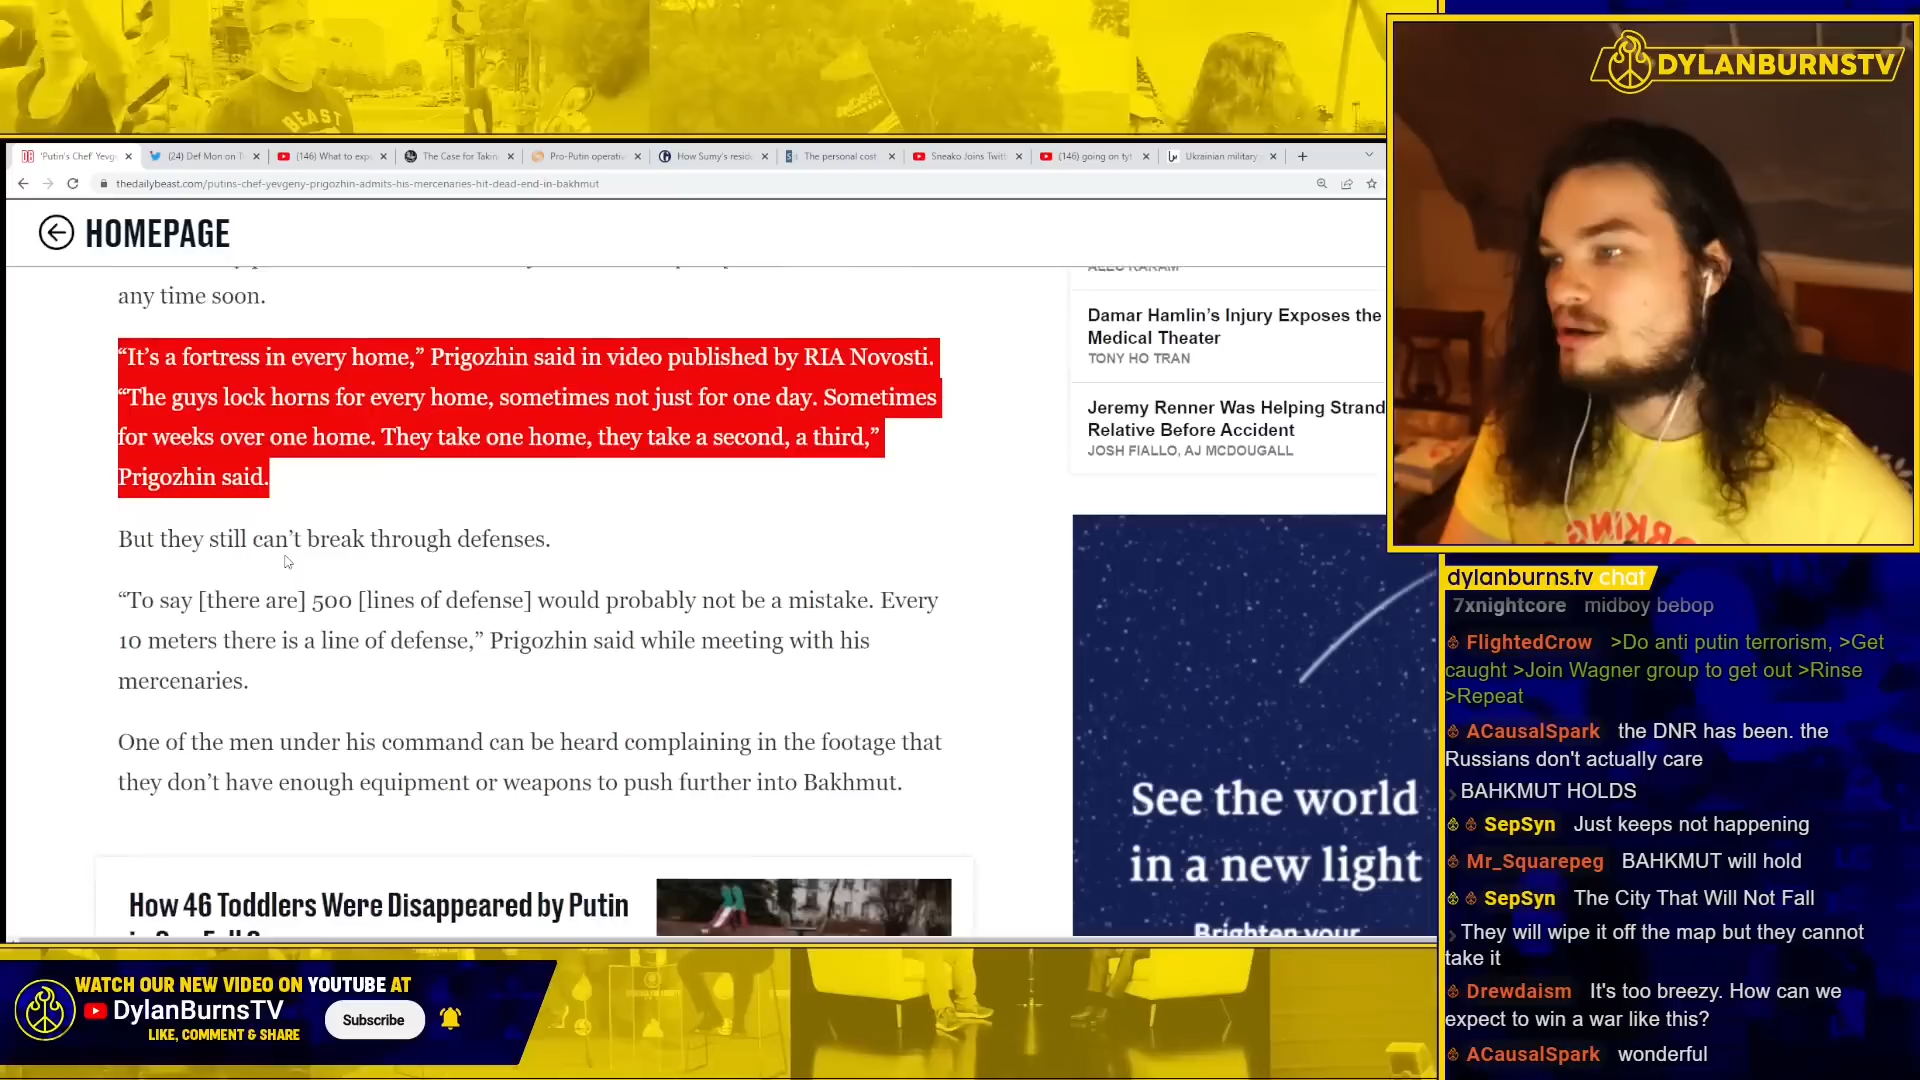 BEAST
DYLANBURNSTV
'Putin's Chef' Yevg
(24) Def Mon on T
(146) What to exp
The Case for Takin
Pro-Putin operati
How Sumy's resid
The personal cost
Sneako Joins Twitt
(146) going on tyt
Ukrainian military
thedailybeast.com/putins-chef-yevgeny-prigozhin-admits-his-mercenaries-hit-dead-end-in-bakhmut
HOMEPAGE
any time soon.
“It’s a fortress in every home,” Prigozhin said in video published by RIA Novosti.
“The guys lock horns for every home, sometimes not just for one day. Sometimes
for weeks over one home. They take one home, they take a second, a third,”
Prigozhin said.
But they still can’t break through defenses.
“To say [there are] 500 [lines of defense] would probably not be a mistake. Every
10 meters there is a line of defense,” Prigozhin said while meeting with his
mercenaries.
One of the men under his command can be heard complaining in the footage that
they don’t have enough equipment or weapons to push further into Bakhmut.
How 46 Toddlers Were Disappeared by Putin
Damar Hamlin’s Injury Exposes the
Medical Theater
TONY HO TRAN
Jeremy Renner Was Helping Strand
Relative Before Accident
JOSH FIALLO, AJ MCDOUGALL
See the world
in a new light
Brighten your
dylanburns.tv chat
7xnightcore midboy bebop
FlightedCrow >Do anti putin terrorism, >Get
caught >Join Wagner group to get out >Rinse
>Repeat
ACausalSpark the DNR has been. the
Russians don't actually care
BAHKMUT HOLDS
SepSyn Just keeps not happening
Mr_Squarepeg BAHKMUT will hold
SepSyn The City That Will Not Fall
They will wipe it off the map but they cannot
take it
Drewdaism It's too breezy. How can we
expect to win a war like this?
ACausalSpark wonderful
WATCH OUR NEW VIDEO ON YOUTUBE AT
DylanBurnsTV
LIKE, COMMENT & SHARE
Subscribe